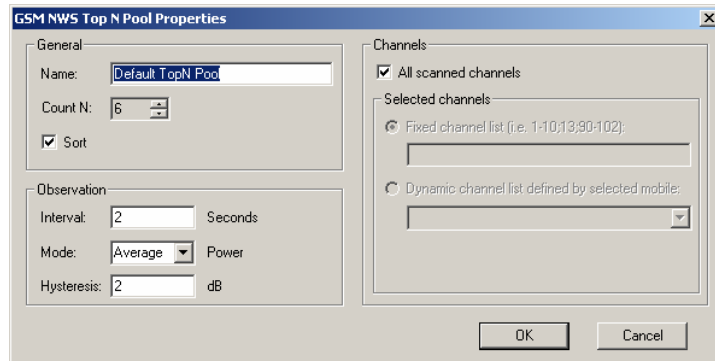 GSM NWS Top N Pool Properties
General
Name: Default TopN Pool
Count N: 6
Sort
Observation
Interval: 2 Seconds
Mode: Average Power
Hysteresis: 2 dB
Channels
All scanned channels
Selected channels
Fixed channel list (i.e. 1-10;13;90-102):
Dynamic channel list defined by selected mobile:
OK Cancel